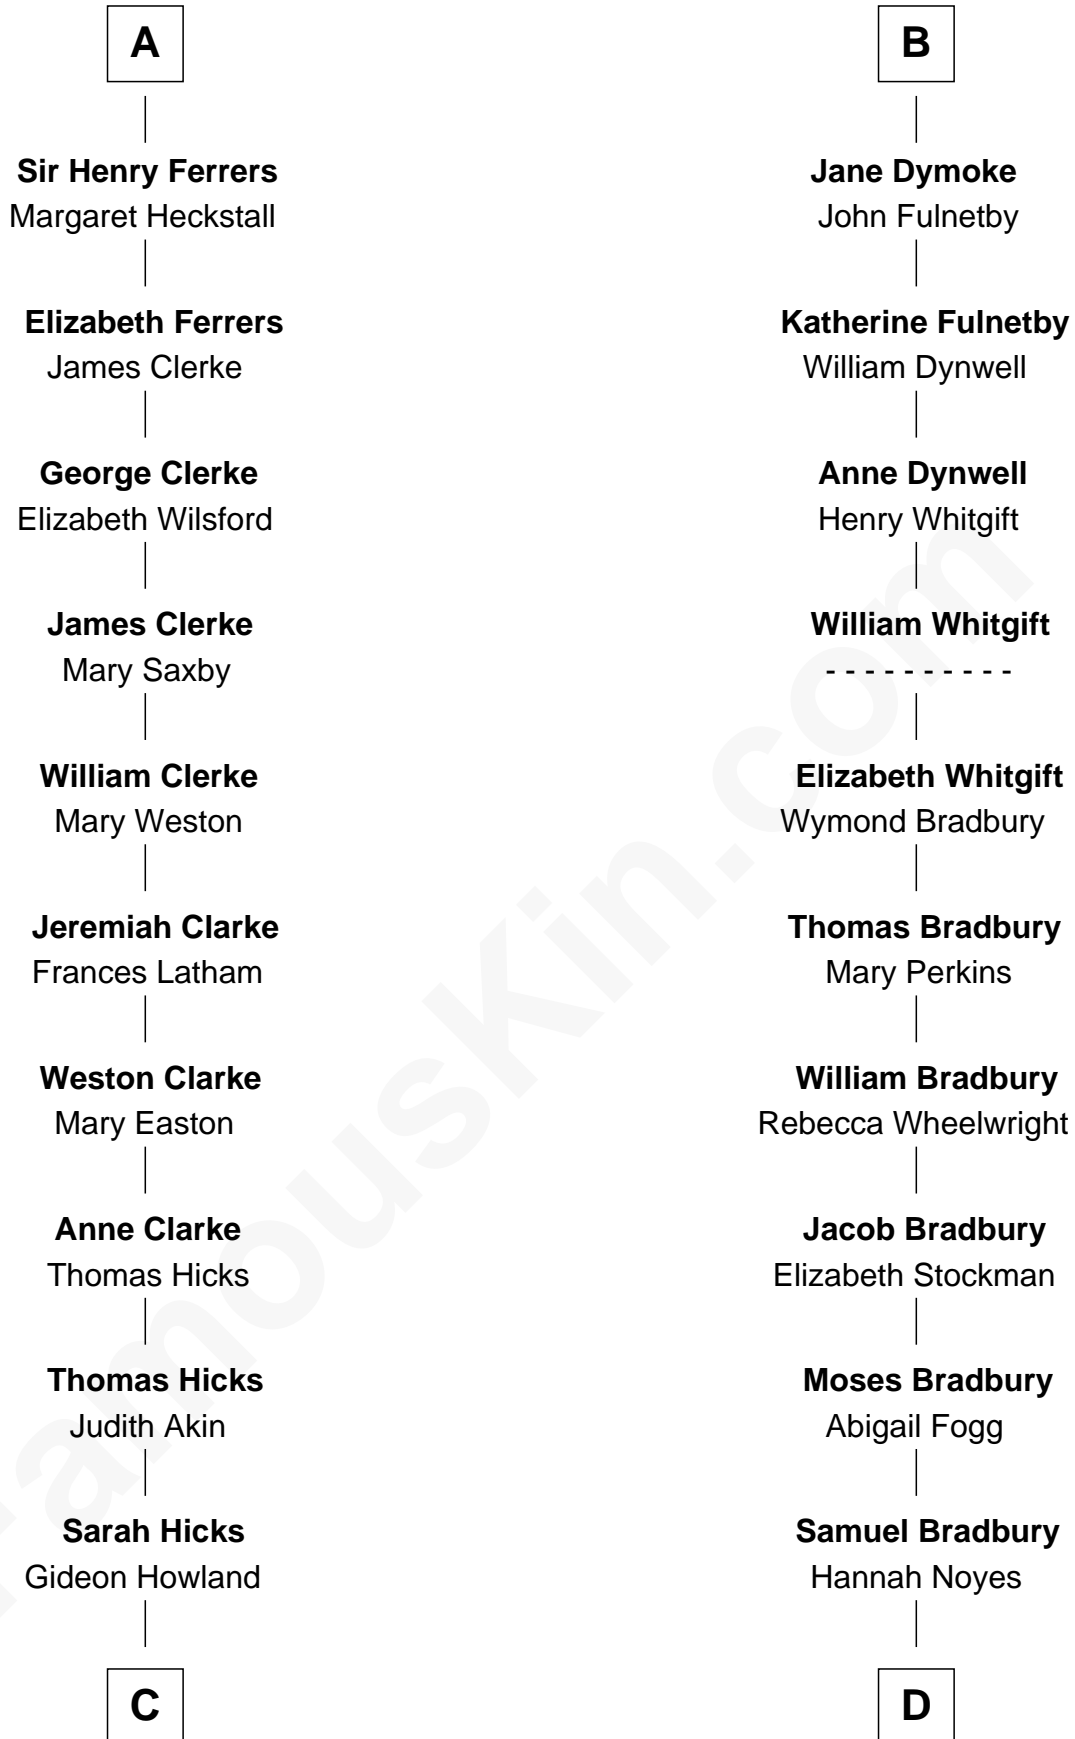 A
Sir Henry Ferrers
Margaret Heckstall
Elizabeth Ferrers
James Clerke
George Clerke
Elizabeth Wilsford
James Clerke
Mary Saxby
William Clerke
Mary Weston
Jeremiah Clarke
Frances Latham
Weston Clarke
Mary Easton
Anne Clarke
Thomas Hicks
Thomas Hicks
Judith Akin
Sarah Hicks
Gideon Howland
C
B
Jane Dymoke
John Fulnetby
Katherine Fulnetby
William Dynwell
Anne Dynwell
Henry Whitgift
William Whitgift
- - - - - - - - - -
Elizabeth Whitgift
Wymond Bradbury
Thomas Bradbury
Mary Perkins
William Bradbury
Rebecca Wheelwright
Jacob Bradbury
Elizabeth Stockman
Moses Bradbury
Abigail Fogg
Samuel Bradbury
Hannah Noyes
D
FamousKin.com